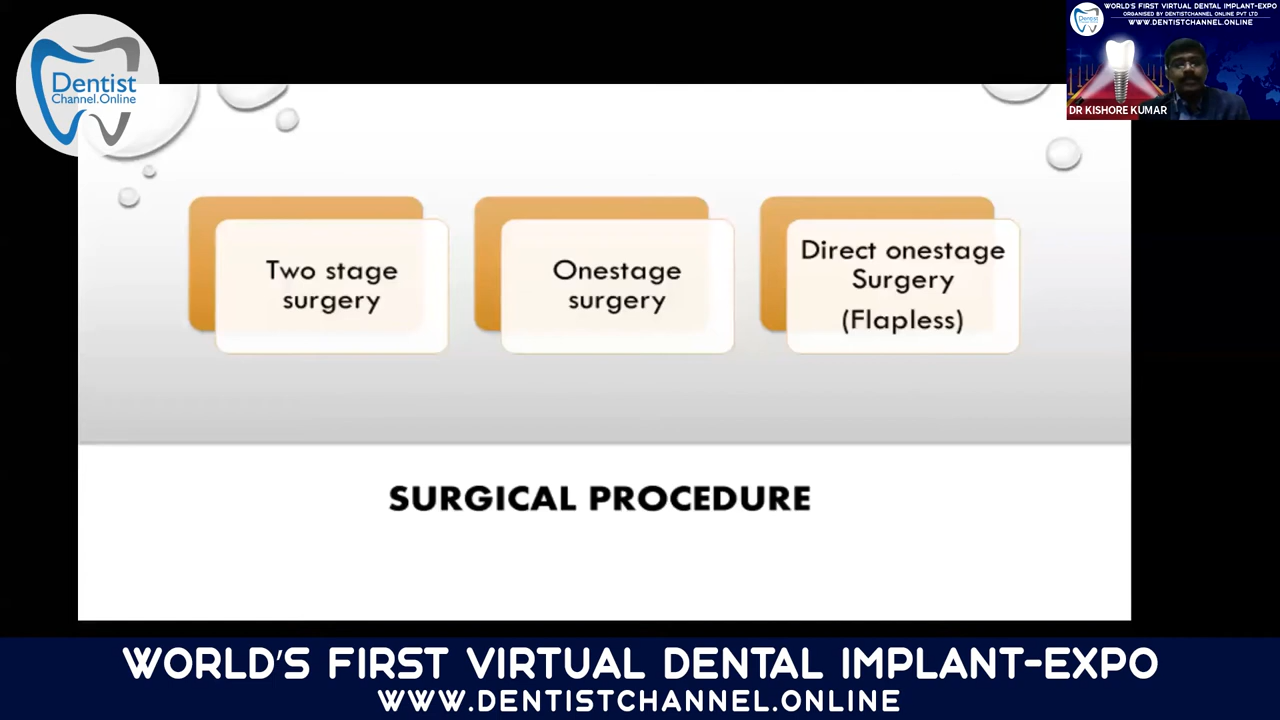 Dentist
Channel.Online
WORLD'S FIRST VIRTUAL DENTAL IMPLANT-EXPO
ORGANISED BY DENTISTCHANNEL ONLINE PVT LTD
WWW.DENTISTCHANNEL.ONLINE
DR KISHORE KUMAR
Two stage
surgery
Onestage
surgery
Direct onestage
Surgery
(Flapless)
SURGICAL PROCEDURE
WORLD'S FIRST VIRTUAL DENTAL IMPLANT-EXPO
WWW.DENTISTCHANNEL.ONLINE